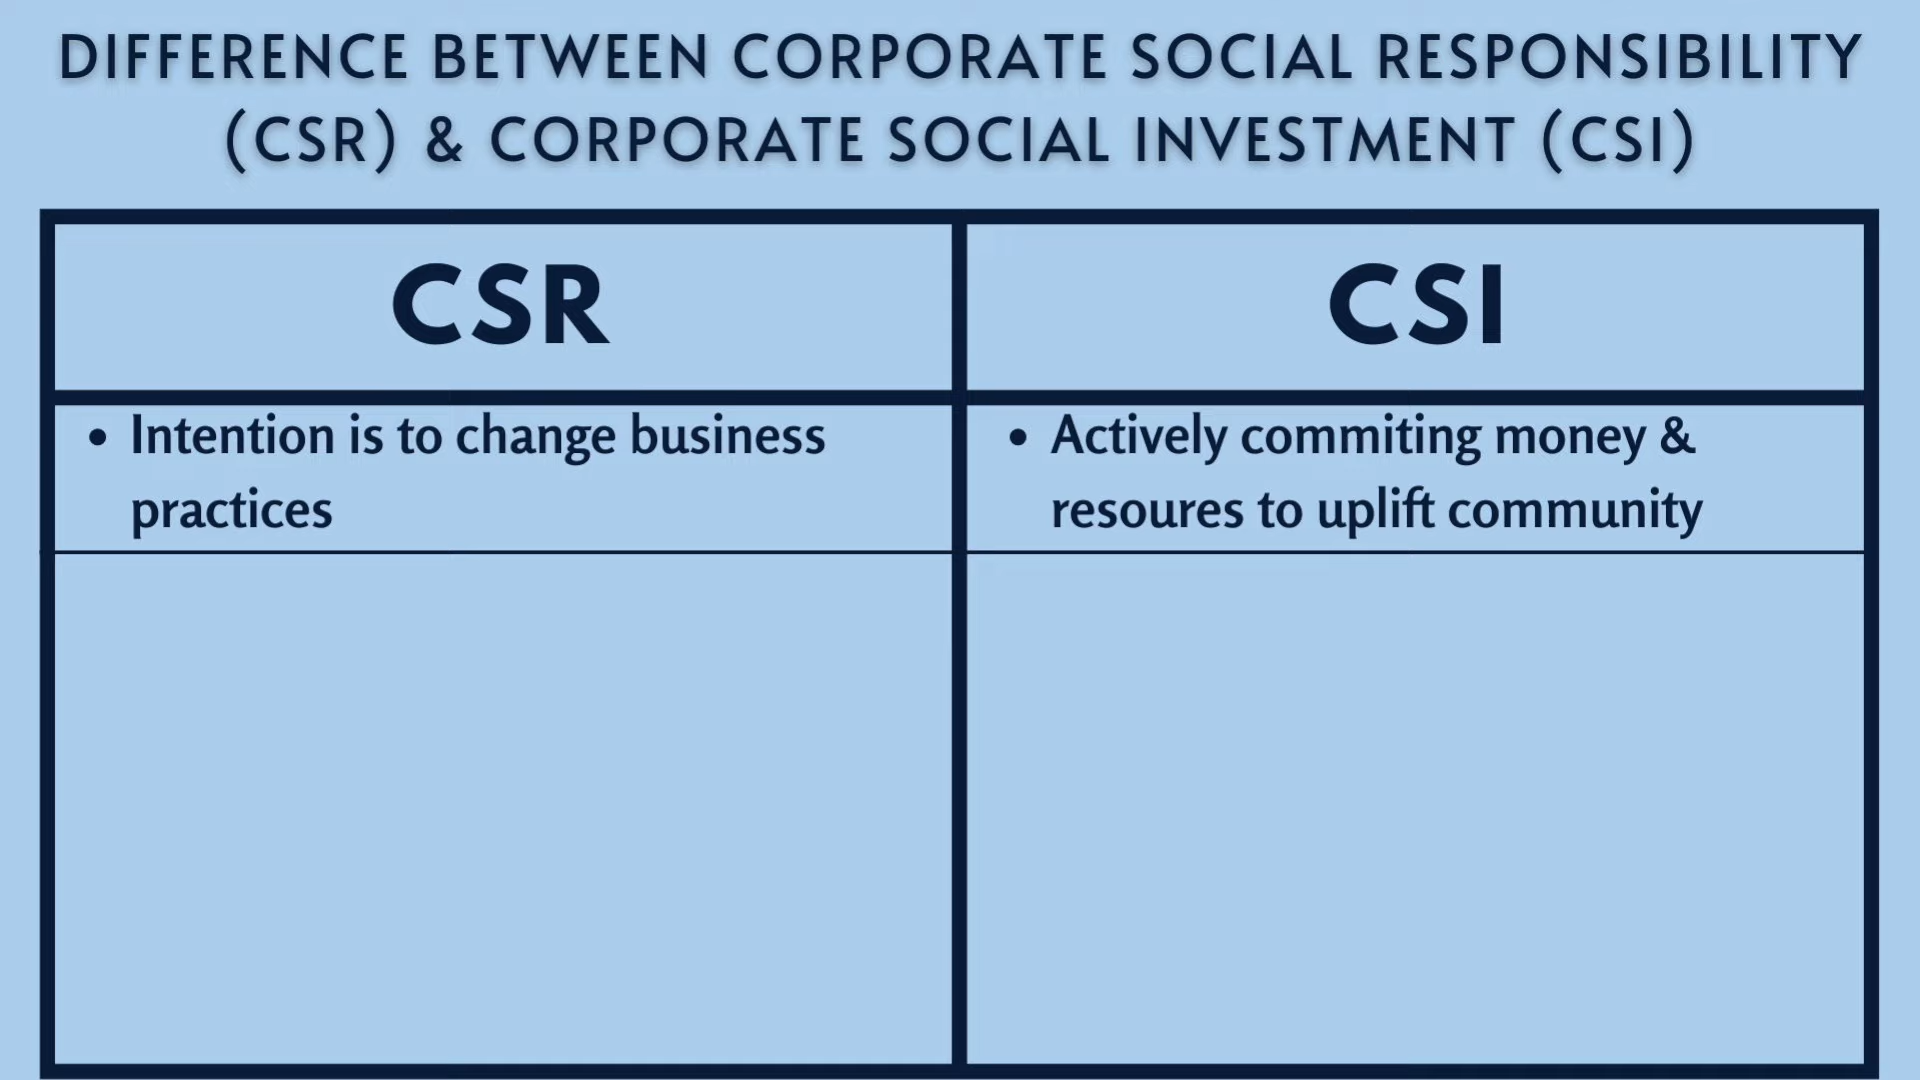 DIFFERENCE BETWEEN CORPORATE SOCIAL RESPONSIBILITY
(CSR) & CORPORATE SOCIAL INVESTMENT (CSI)
CSR
CSI
• Intention is to change business
practices
• Actively commiting money &
resoures to uplift community